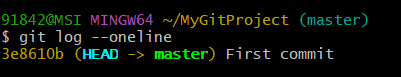 91842@MSI MINGW64 ~/MyGitProject (master)
$ git log --oneline
3e8610b (HEAD -> master) First commit